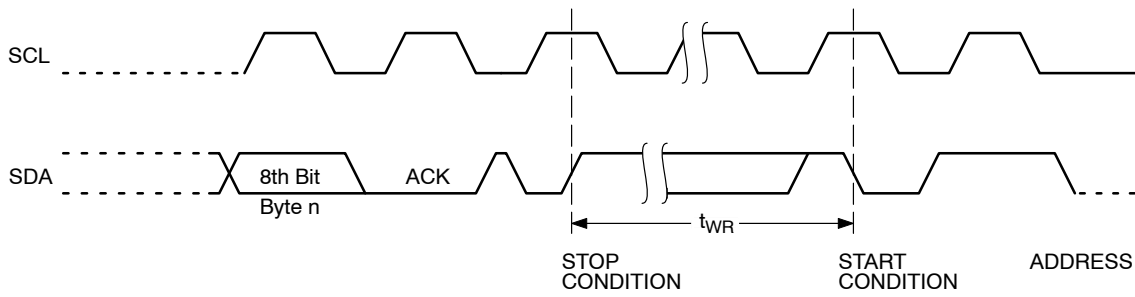 SCL
SDA
8th Bit
Byte n
ACK
tWR
STOP
CONDITION
START
CONDITION
ADDRESS